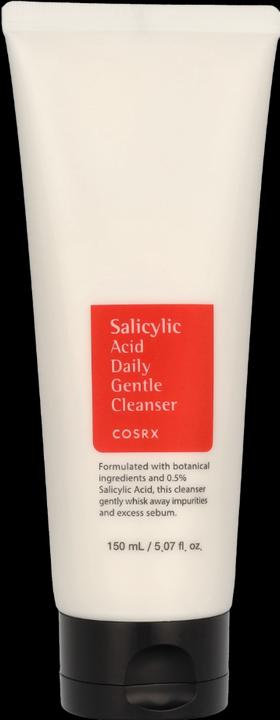 Salicylic
Acid
Daily
Gentle
Cleanser
COSRX
Formulated with botanical
ingredients and 0.5%
Salicylic Acid, this cleanser
gently whisk away impurities
and excess sebum.
150 mL / 5.07 fl. oz.